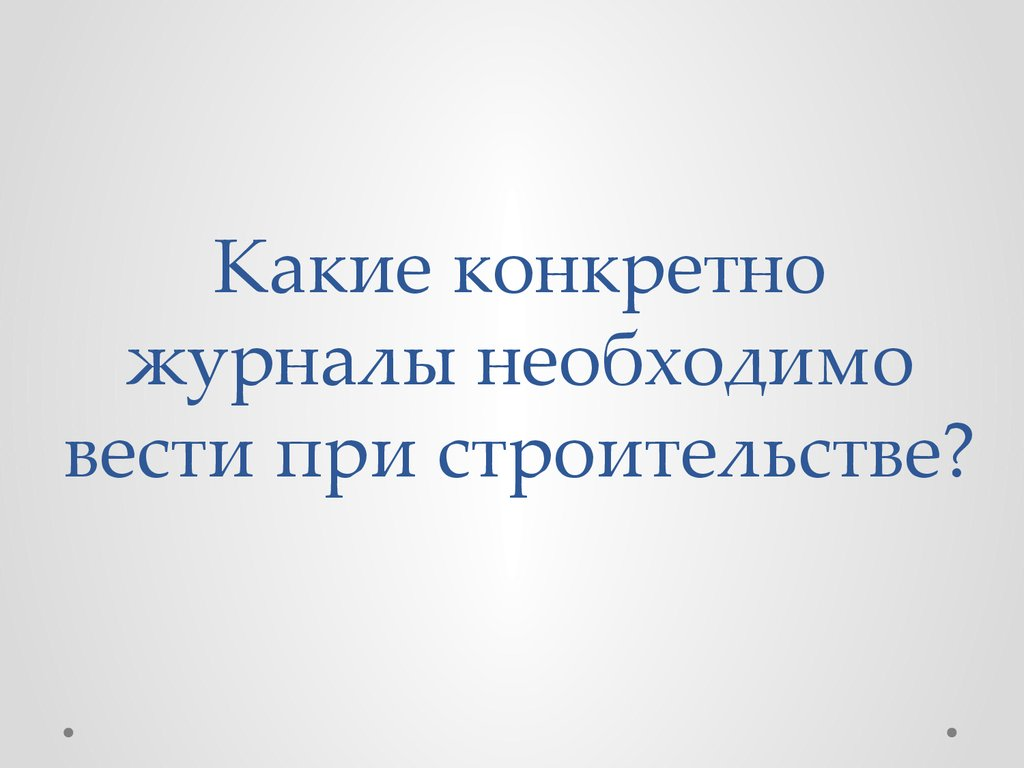 Какие конкретно
журналы необходимо
вести при строительстве?